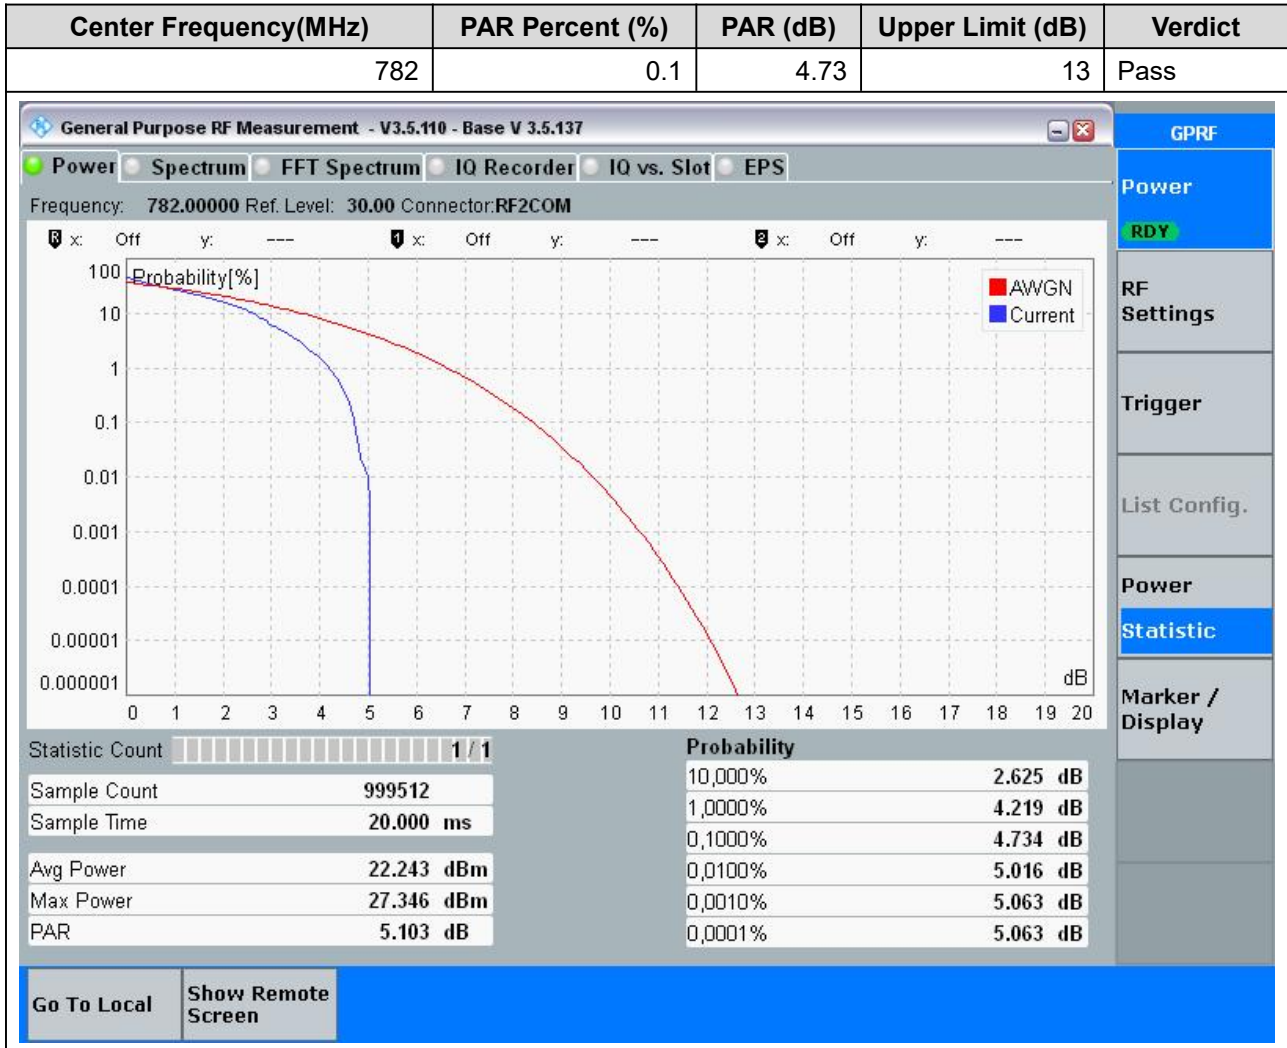 Center Frequency(MHz) PAR Percent (%) PAR (dB) Upper Limit (dB) Verdict
782 0.1 4.73 13 Pass
General Purpose RF Measurement - V3.5.110 - Base V 3.5.137
GPRF
Power Spectrum FFT Spectrum IQ Recorder IQ vs. Slot EPS
Power
RDY
Frequency: 782.00000 Ref. Level: 30.00 Connector:RF2COM
R x: Off y: --- 1 x: Off y: --- 2 x: Off y: ---
Probability[%]
100
10
1
0.1
0.01
0.001
0.0001
0.00001
0.000001
AWGN
Current
dB
0 1 2 3 4 5 6 7 8 9 10 11 12 13 14 15 16 17 18 19 20
RF
Settings
Trigger
List Config.
Power
Statistic
Marker /
Display
Statistic Count 1 / 1
Sample Count 999512
Sample Time 20.000 ms
Avg Power 22.243 dBm
Max Power 27.346 dBm
PAR 5.103 dB
Probability
10,000% 2.625 dB
1,0000% 4.219 dB
0,1000% 4.734 dB
0,0100% 5.016 dB
0,0010% 5.063 dB
0,0001% 5.063 dB
Go To Local
Show Remote
Screen